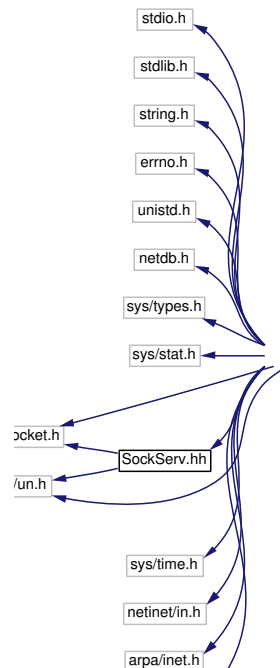 stdio.h
stdlib.h
string.h
errno.h
unistd.h
netdb.h
sys/types.h
sys/stat.h
ocket.h
SockServ.hh
/un.h
sys/time.h
netinet/in.h
arpa/inet.h